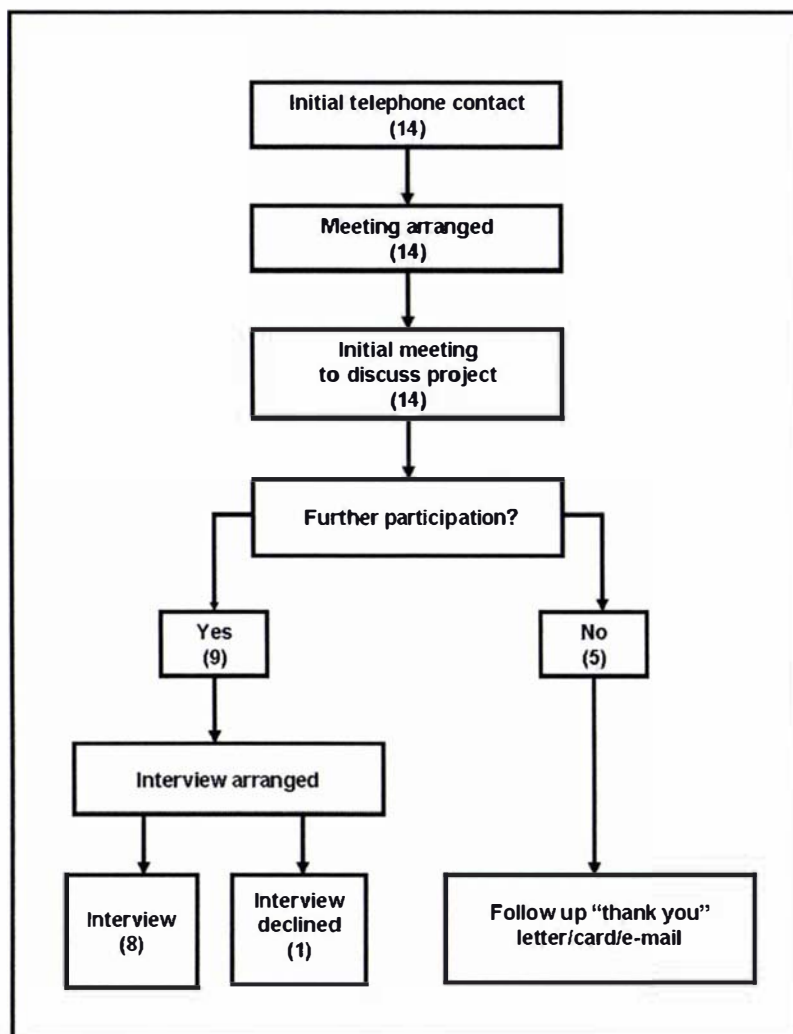 Initial telephone contact
(14)
Meeting arranged
(14)
Initial meeting
to discuss project
(14)
Further participation?
Yes
(9)
No
(5)
Interview arranged
Interview
(8)
Interview
declined
(1)
Follow up “thank you”
letter/card/e-mail